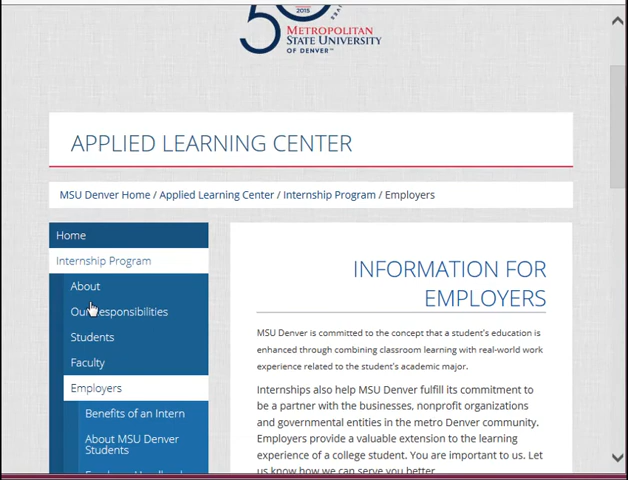 50
2015
METROPOLITAN
STATE UNIVERSITY
OF DENVER™
APPLIED LEARNING CENTER
MSU Denver Home / Applied Learning Center / Internship Program / Employers
Home
Internship Program
About
Our Responsibilities
Students
Faculty
Employers
Benefits of an Intern
About MSU Denver
Students
INFORMATION FOR
EMPLOYERS
MSU Denver is committed to the concept that a student's education is
enhanced through combining classroom learning with real-world work
experience related to the student's academic major.
Internships also help MSU Denver fulfill its commitment to
be a partner with the businesses, nonprofit organizations
and governmental entities in the metro Denver community.
Employers provide a valuable extension to the learning
experience of a college student. You are important to us. Let
us know how we can serve you better.